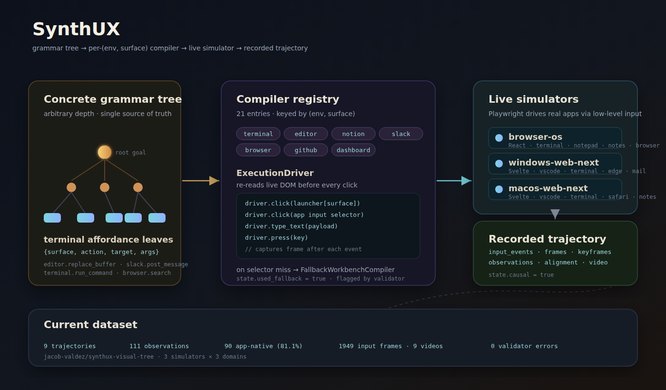 SynthUX
grammar tree → per-(env, surface) compiler → live simulator → recorded trajectory
Concrete grammar tree
arbitrary depth · single source of truth
root goal
terminal affordance leaves
{surface, action, target, args}
editor.replace_buffer · slack.post_message
terminal.run_command · browser.search
Compiler registry
21 entries · keyed by (env, surface)
terminal
editor
notion
slack
browser
github
dashboard
ExecutionDriver
re-reads live DOM before every click
driver.click(launcher[surface])
driver.click(app input selector)
driver.type_text(payload)
driver.press(key)
// captures frame after each event
on selector miss → FallbackWorkbenchCompiler
state.used_fallback = true · flagged by validator
Live simulators
Playwright drives real apps via low-level input
browser-os
React · terminal · notepad · notes · browser
windows-web-next
Svelte · vscode · terminal · edge · mail
macos-web-next
Svelte · vscode · terminal · safari · notes
Recorded trajectory
input_events · frames · keyframes
observations · alignment · video
state.causal = true
Current dataset
9 trajectories
111 observations
90 app-native (81.1%)
1949 input frames · 9 videos
0 validator errors
jacob-valdez/synthux-visual-tree · 3 simulators × 3 domains